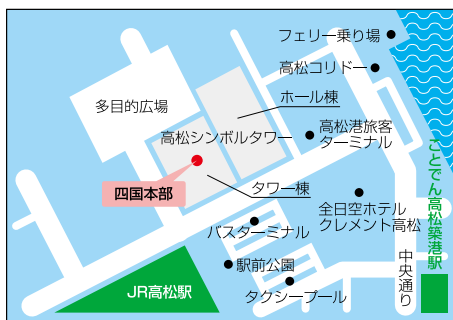 フェリー乗り場
高松コリドー
多目的広場
ホール棟
高松シンボルタワー
高松港旅客
ターミナル
四国本部
タワー棟
全日空ホテル
クレメント高松
バスターミナル
駅前公園
JR高松駅
タクシープール
中央通り
ことでん高松築港駅